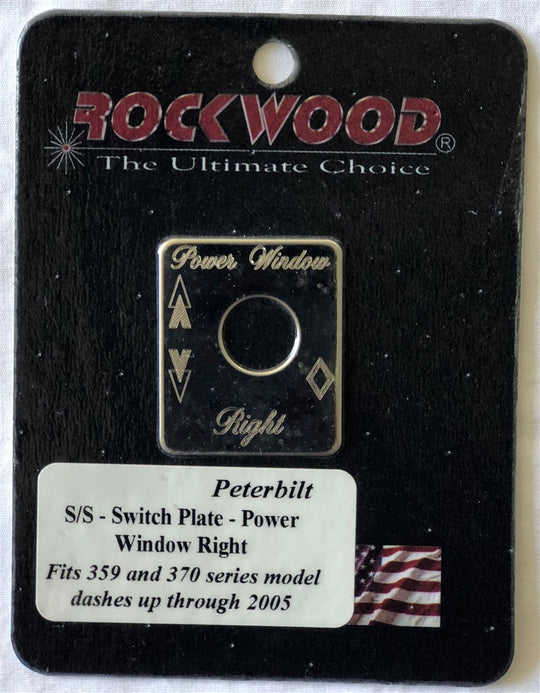 ROCKWOOD®
The Ultimate Choice
Power Window
Right
Peterbilt
S/S - Switch Plate - Power
Window Right
Fits 359 and 370 series model
dashes up through 2005